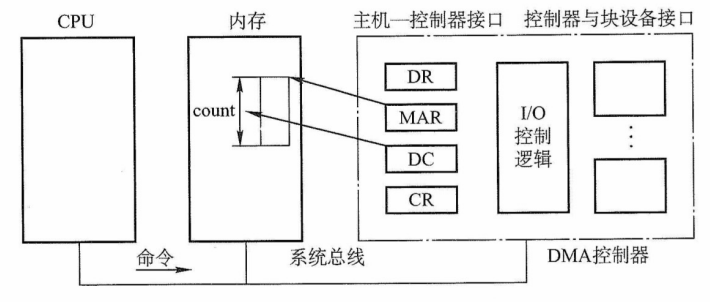 CPU
内存
主机—控制器接口
控制器与块设备接口
count
DR
MAR
DC
CR
I/O
控制
逻辑
⋮
命令
系统总线
DMA控制器